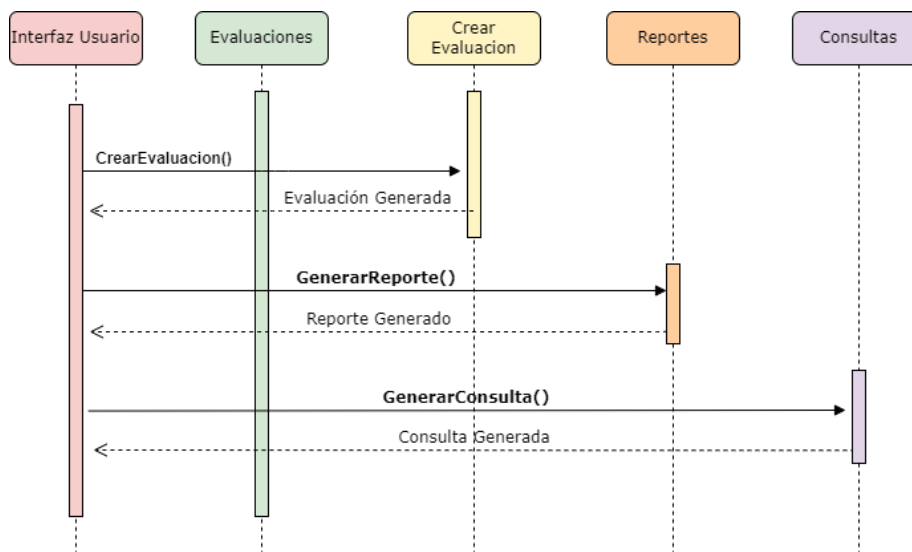 Interfaz Usuario
Evaluaciones
Crear
Evaluacion
Reportes
Consultas
CrearEvaluacion()
Evaluación Generada
GenerarReporte()
Reporte Generado
GenerarConsulta()
Consulta Generada